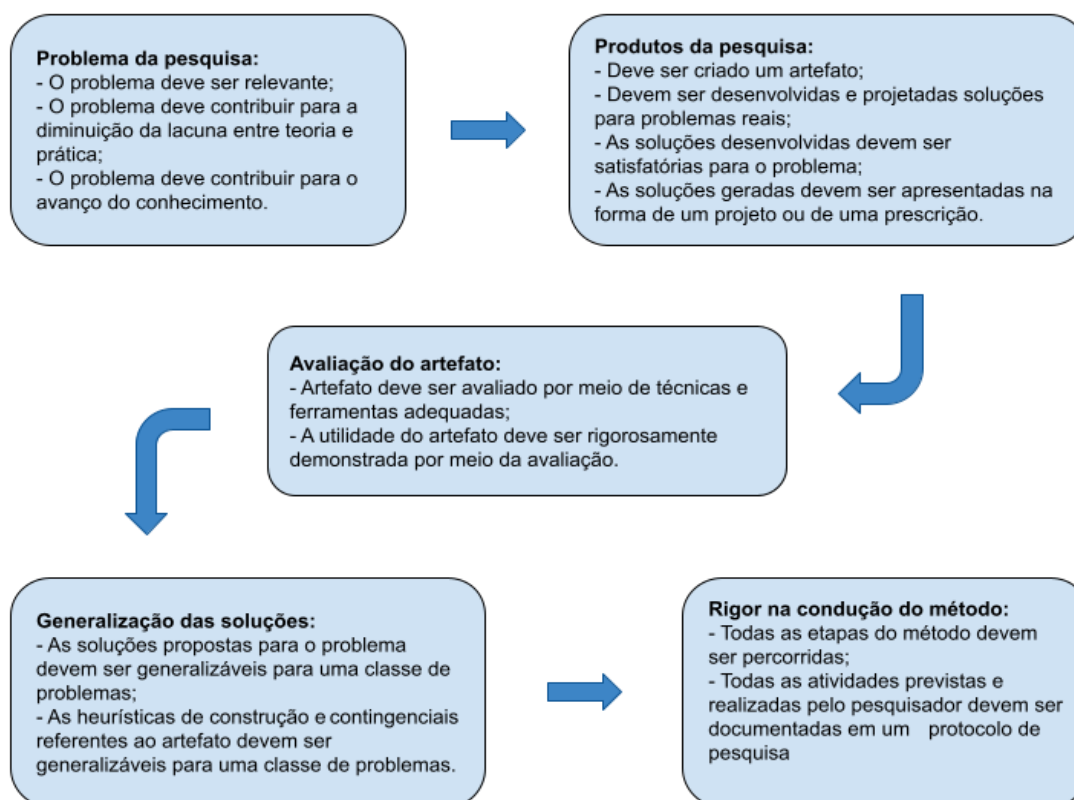 Problema da pesquisa:
- O problema deve ser relevante;
- O problema deve contribuir para a
diminuição da lacuna entre teoria e
prática;
- O problema deve contribuir para o
avanço do conhecimento.
Produtos da pesquisa:
- Deve ser criado um artefato;
- Devem ser desenvolvidas e projetadas soluções
para problemas reais;
- As soluções desenvolvidas devem ser
satisfatórias para o problema;
- As soluções geradas devem ser apresentadas na
forma de um projeto ou de uma prescrição.
Avaliação do artefato:
- Artefato deve ser avaliado por meio de técnicas e
ferramentas adequadas;
- A utilidade do artefato deve ser rigorosamente
demonstrada por meio da avaliação.
Generalização das soluções:
- As soluções propostas para o problema
devem ser generalizáveis para uma classe de
problemas;
- As heurísticas de construção e contingenciais
referentes ao artefato devem ser
generalizáveis para uma classe de problemas.
Rigor na condução do método:
- Todas as etapas do método devem
ser percorridas;
- Todas as atividades previstas e
realizadas pelo pesquisador devem ser
documentadas em um protocolo de
pesquisa